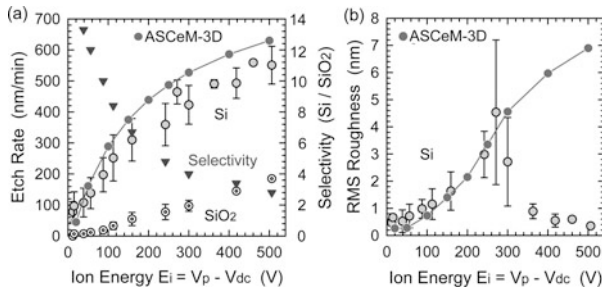 (a)
700
600
500
400
300
200
100
0
Etch Rate (nm/min)
ASCeM-3D
Si
Selectivity
SiO2
14
12
10
8
6
4
2
0
Selectivity (Si / SiO2)
0 100 200 300 400 500
Ion Energy Ei = Vp - Vdc (V)
(b)
8
7
6
5
4
3
2
1
0
RMS Roughness (nm)
ASCeM-3D
Si
0 100 200 300 400 500
Ion Energy Ei = Vp - Vdc (V)